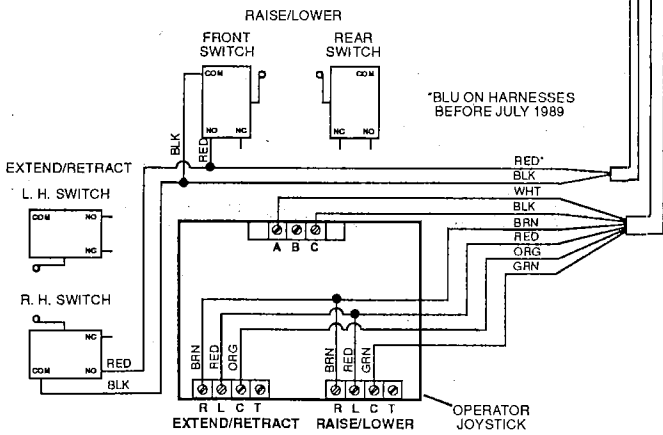 RAISE/LOWER
FRONT
SWITCH
REAR
SWITCH
COM
COM
NO
NC
NC
NO
*BLU ON HARNESSES
BEFORE JULY 1989
BLK
RED
EXTEND/RETRACT
L. H. SWITCH
COM
NO
NC
R. H. SWITCH
NC
COM
NO
RED
BLK
RED*
BLK
WHT
BLK
BRN
RED
ORG
GRN
A B C
BRN
RED
ORG
BRN
RED
GRN
R L C T
R L C T
EXTEND/RETRACT
RAISE/LOWER
OPERATOR
JOYSTICK